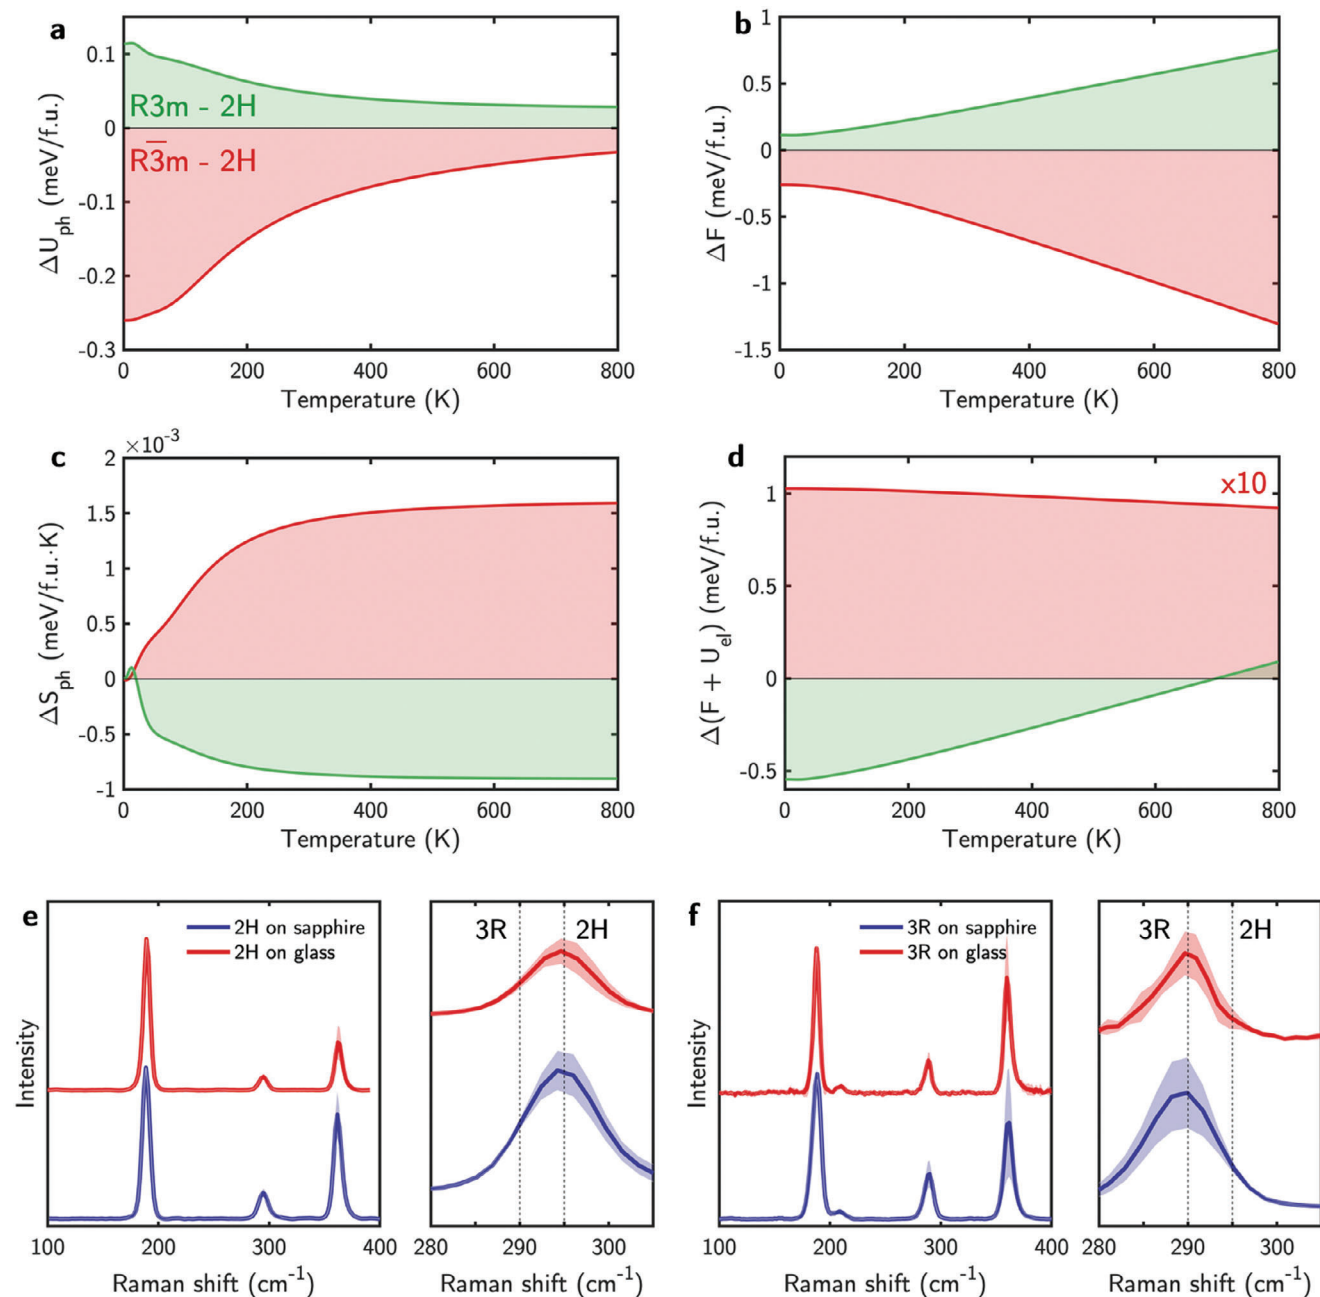 a
ΔU_ph (meV/f.u.)
0.1
0
-0.1
-0.2
-0.3
R3m - 2H
R3̅m - 2H
0 200 400 600 800
Temperature (K)
b
ΔF (meV/f.u.)
1
0.5
0
-0.5
-1
-1.5
0 200 400 600 800
Temperature (K)
c
×10⁻³
ΔS_ph (meV/f.u.·K)
2
1.5
1
0.5
0
-0.5
-1
0 200 400 600 800
Temperature (K)
d
Δ(F + U_el) (meV/f.u.)
1
0.5
0
-0.5
x10
0 200 400 600 800
Temperature (K)
e
Intensity
2H on sapphire
2H on glass
100 200 300 400
Raman shift (cm⁻¹)
3R 2H
280 290 300
Raman shift (cm⁻¹)
f
Intensity
3R on sapphire
3R on glass
100 200 300 400
Raman shift (cm⁻¹)
3R 2H
280 290 300
Raman shift (cm⁻¹)